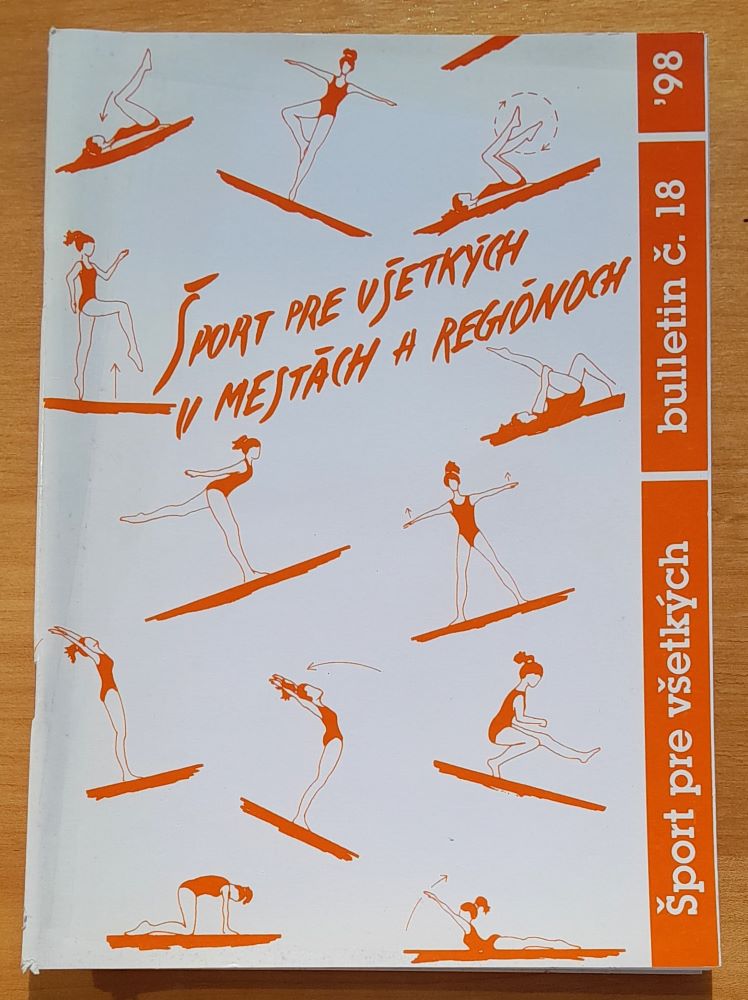 Šport pre všetkých
v mestách a regiónoch
Šport pre všetkých
bulletin č. 18
'98